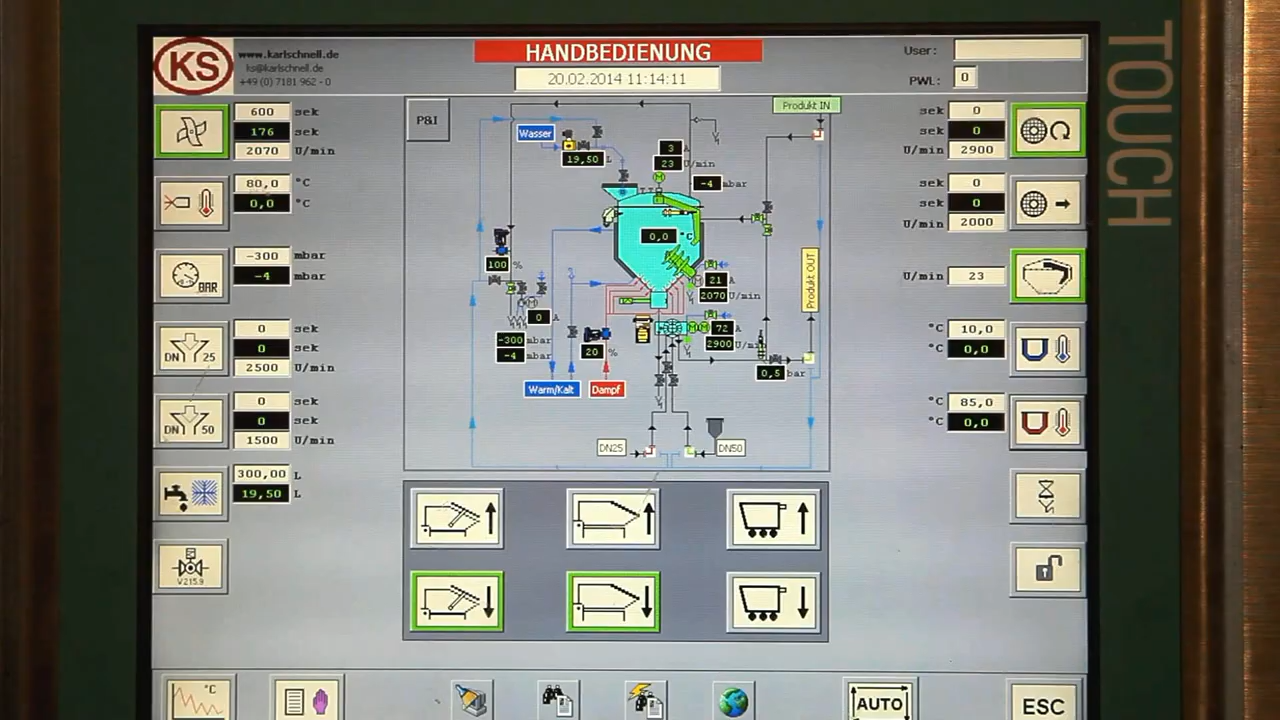 KS
www.karlschnell.de
ks@karlschnell.de
+49 (0) 7181 962 - 0
HANDBEDIENUNG
20.02.2014 11:14:11
User:
PWL: 0
TOUCH
600 sek
176 sek
2070 U/min
80,0 °C
0,0 °C
BAR
-300 mbar
-4 mbar
DN 25
0 sek
0 sek
2500 U/min
DN 50
0 sek
0 sek
1500 U/min
300,00 L
19,50 L
V215.9
P&I
Produkt IN
Wasser
19,50 L
3 A
23 U/min
-4 mbar
0,0 °C
100 %
21 A
2070 U/min
0 A
72 A
2900 U/min
-300 mbar
-4 mbar
20 %
0,5 bar
Produkt OUT
Warm/Kalt
Dampf
DN25
DN50
sek 0
sek 0
U/min 2900
sek 0
sek 0
U/min 2000
U/min 23
°C 10,0
°C 0,0
°C 85,0
°C 0,0
°C
AUTO
ESC